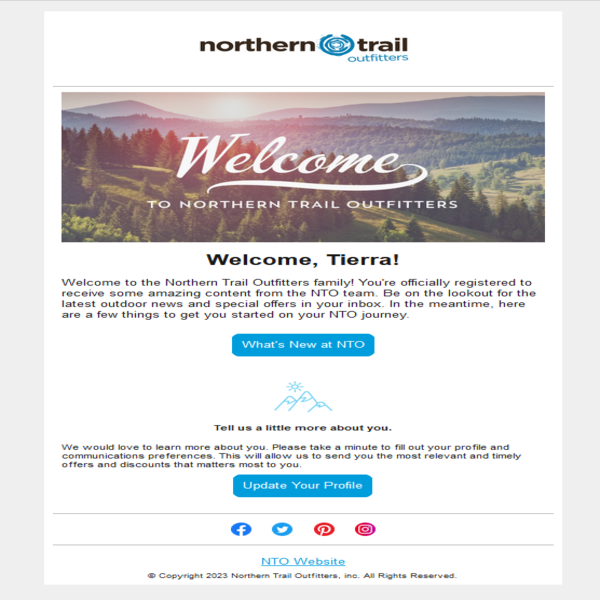 northern trail
outfitters
Welcome
TO NORTHERN TRAIL OUTFITTERS
Welcome, Tierra!
Welcome to the Northern Trail Outfitters family! You're officially registered to
receive some amazing content from the NTO team. Be on the lookout for the
latest outdoor news and special offers in your inbox. In the meantime, here
are a few things to get you started on your NTO journey.
What's New at NTO
Tell us a little more about you.
We would love to learn more about you. Please take a minute to fill out your profile and
communications preferences. This will allow us to send you the most relevant and timely
offers and discounts that matters most to you.
Update Your Profile
NTO Website
© Copyright 2023 Northern Trail Outfitters, inc. All Rights Reserved.